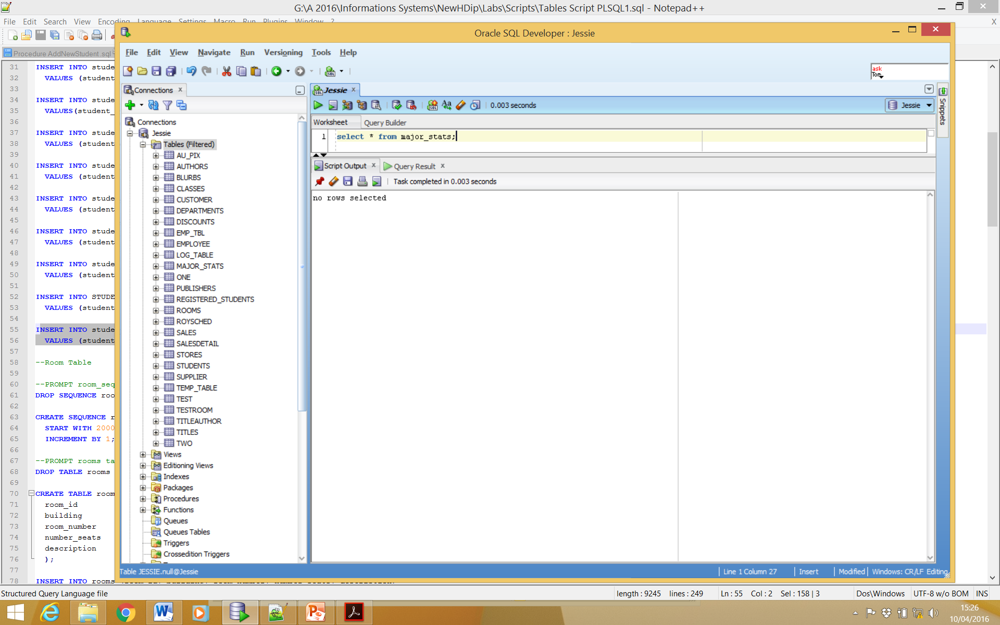 G:\A 2016\Informations Systems\NewHDip\Labs\Scripts\Tables Script PLSQL1.sql - Notepad++
File Edit Search View Encoding Language Settings Macro Run Plugins Window ?
X
Procedure AddNewStudent.sql
Oracle SQL Developer : Jessie
File Edit View Navigate Run Versioning Tools Help
SQL
ask
Tom
Connections
Jessie
0.003 seconds
Jessie
Snippets
Worksheet Query Builder
1 select * from major_stats;
Script Output Query Result
Task completed in 0.003 seconds
no rows selected
Connections
Jessie
Tables (Filtered)
AU_PIX
AUTHORS
BLURBS
CLASSES
CUSTOMER
DEPARTMENTS
DISCOUNTS
EMP_TBL
EMPLOYEE
LOG_TABLE
MAJOR_STATS
ONE
PUBLISHERS
REGISTERED_STUDENTS
ROOMS
ROYSCHED
SALES
SALESDETAIL
STORES
STUDENTS
SUPPLIER
TEMP_TABLE
TEST
TESTROOM
TITLEAUTHOR
TITLES
TWO
Views
Editioning Views
Indexes
Packages
Procedures
Functions
Queues
Queues Tables
Triggers
Crossedition Triggers
31 INSERT INTO stude
32 VALUES (student
33
34 INSERT INTO stude
35 VALUES(student_
36
37 INSERT INTO stude
38 VALUES (student
39
40 INSERT INTO stude
41 VALUES (student
42
43 INSERT INTO stude
44 VALUES (student
45
46 INSERT INTO stude
47 VALUES (student
48
49 INSERT INTO stude
50 VALUES (student
51
52 INSERT INTO STUDE
53 VALUES (student
54
55 INSERT INTO stude
56 VALUES (student
57
58 --Room Table
59
60 --PROMPT room_seq
61 DROP SEQUENCE roo
62
63 CREATE SEQUENCE r
64 START WITH 2000
65 INCREMENT BY 1;
66
67 --PROMPT rooms ta
68 DROP TABLE rooms
69
70 CREATE TABLE room
71 room_id
72 building
73 room_number
74 number_seats
75 description
76 );
77
78 INSERT INTO rooms
Table JESSIE.null@Jessie
Line 1 Column 27 Insert Modified Windows: CR/LF Editing
Structured Query Language file
length : 9245 lines : 249 Ln : 55 Col : 2 Sel : 158 | 3 Dos\Windows UTF-8 w/o BOM INS
15:26
10/04/2016